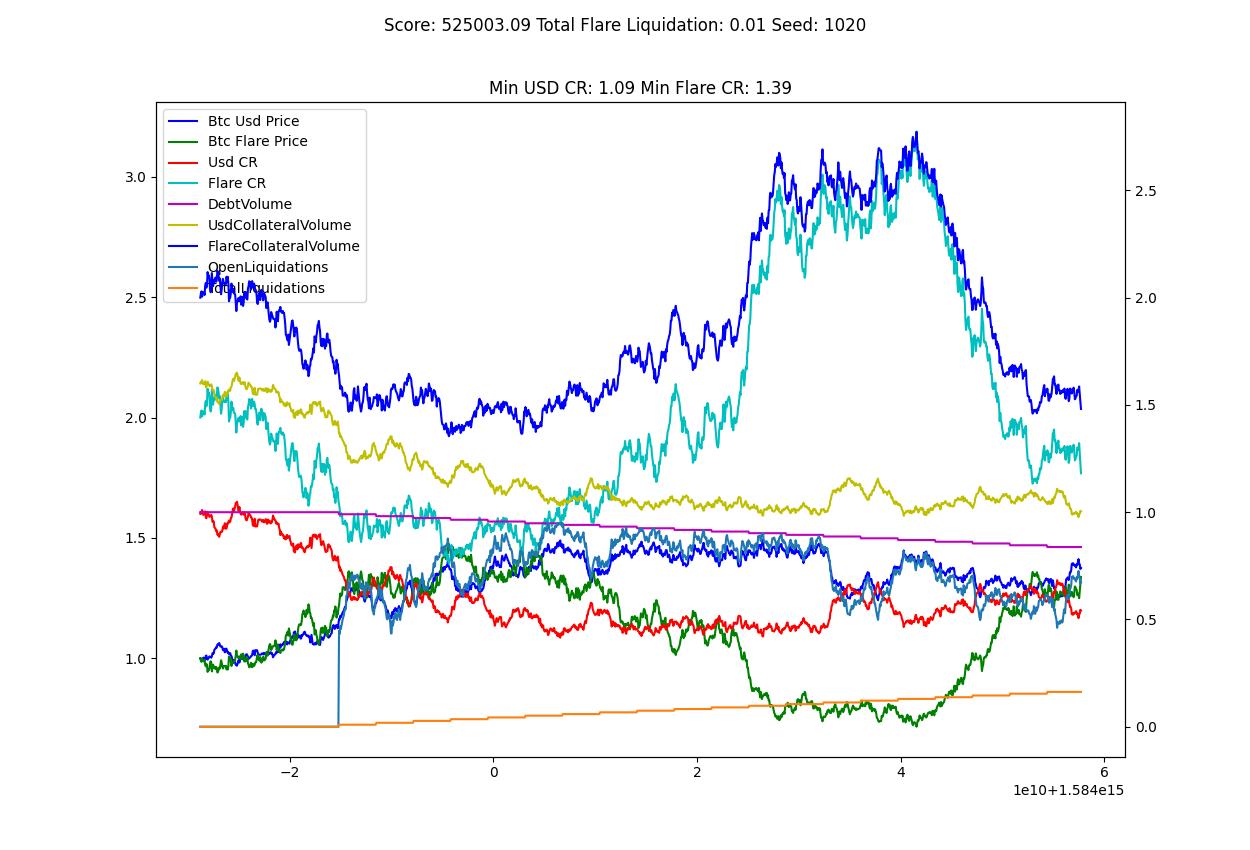 Score: 525003.09 Total Flare Liquidation: 0.01 Seed: 1020
Min USD CR: 1.09 Min Flare CR: 1.39
Btc Usd Price
Btc Flare Price
Usd CR
Flare CR
DebtVolume
UsdCollateralVolume
FlareCollateralVolume
OpenLiquidations
TotalLiquidations
3.0
2.5
2.0
1.5
1.0
2.5
2.0
1.5
1.0
0.5
0.0
−2
0
2
4
6
1e10+1.584e15